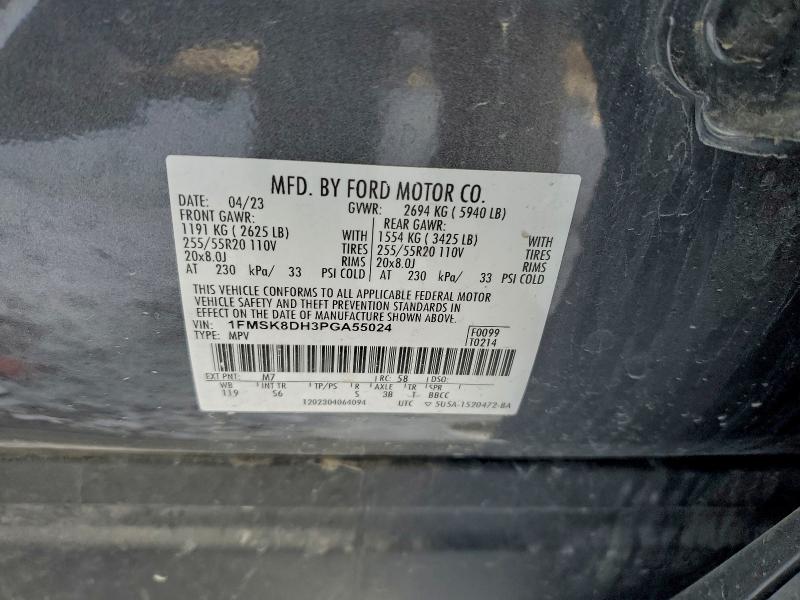 MFD. BY FORD MOTOR CO.
DATE: 04/23 GVWR: 2694 KG ( 5940 LB)
FRONT GAWR: REAR GAWR:
1191 KG ( 2625 LB) WITH 1554 KG ( 3425 LB) WITH
255/55R20 110V TIRES 255/55R20 110V TIRES
20x8.0J RIMS 20x8.0J RIMS
AT 230 kPa/ 33 PSI COLD AT 230 kPa/ 33 PSI COLD
THIS VEHICLE CONFORMS TO ALL APPLICABLE FEDERAL MOTOR
VEHICLE SAFETY AND THEFT PREVENTION STANDARDS IN
EFFECT ON THE DATE OF MANUFACTURE SHOWN ABOVE.
VIN: 1FMSK8DH3PGA55024 F0099
TYPE: MPV T0214
EXT PNT: M7 RC: 58 DSO:
WB INT TR TP/PS R AXLE TR SPR
119 S6 5 3B T BBCC
1202304064094 UTC ▽ 5U5A-1520472-BA